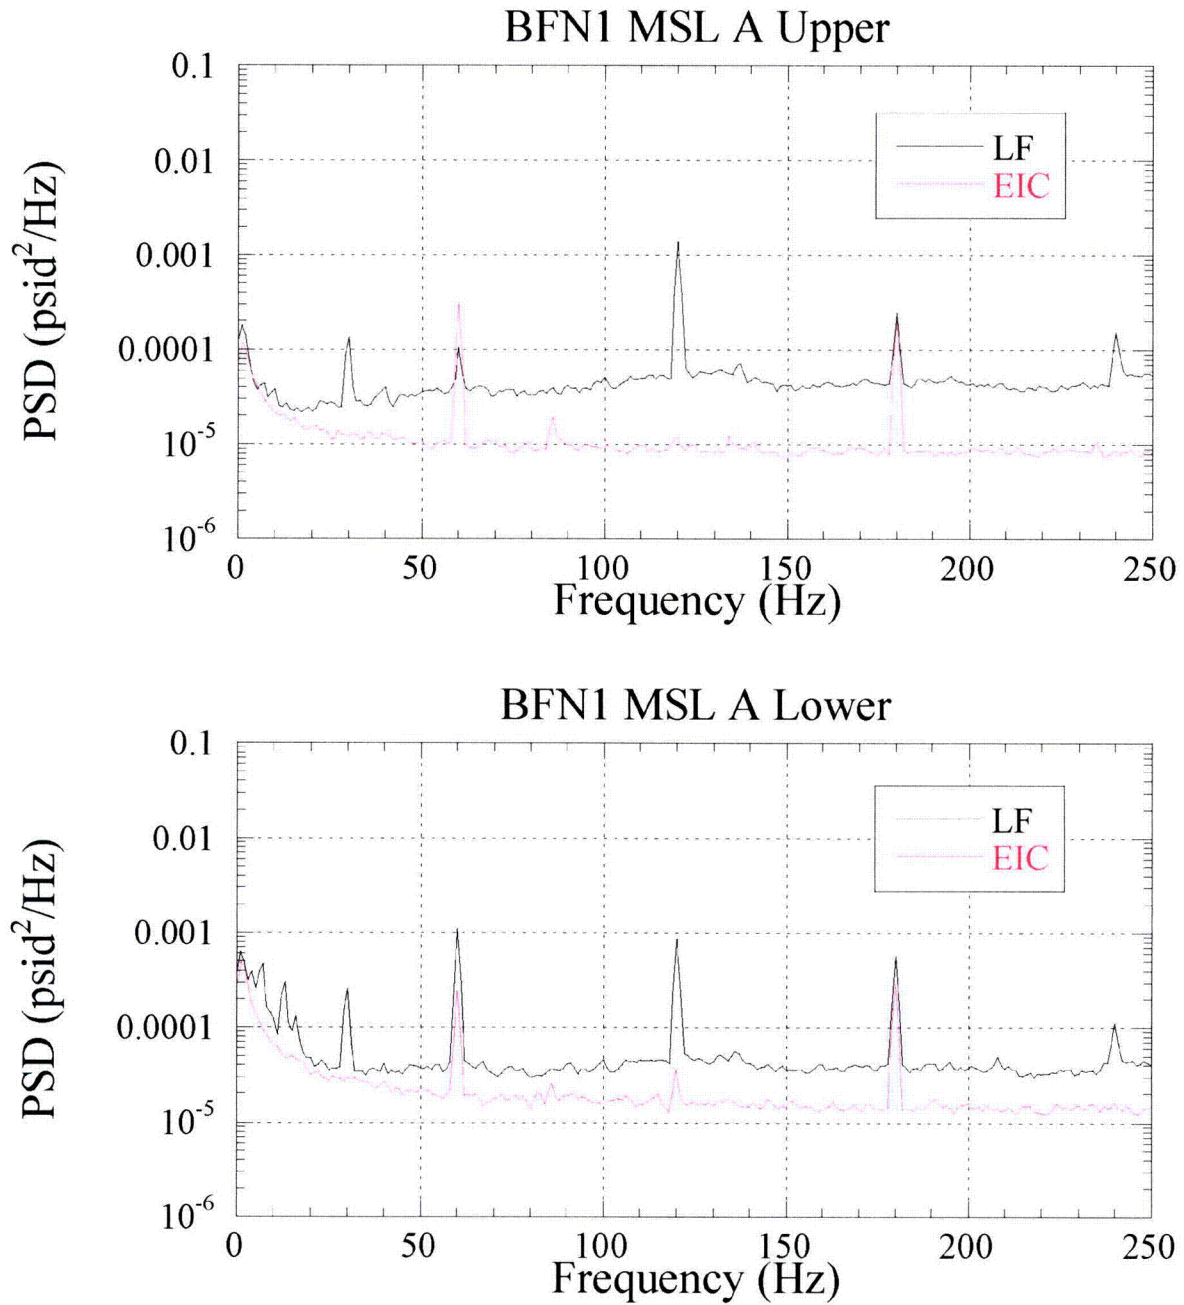 BFN1 MSL A Upper
0.1
0.01
0.001
0.0001
10⁻⁵
10⁻⁶
PSD (psid²/Hz)
LF
EIC
0 50 100 150 200 250
Frequency (Hz)
BFN1 MSL A Lower
0.1
0.01
0.001
0.0001
10⁻⁵
10⁻⁶
PSD (psid²/Hz)
LF
EIC
0 50 100 150 200 250
Frequency (Hz)